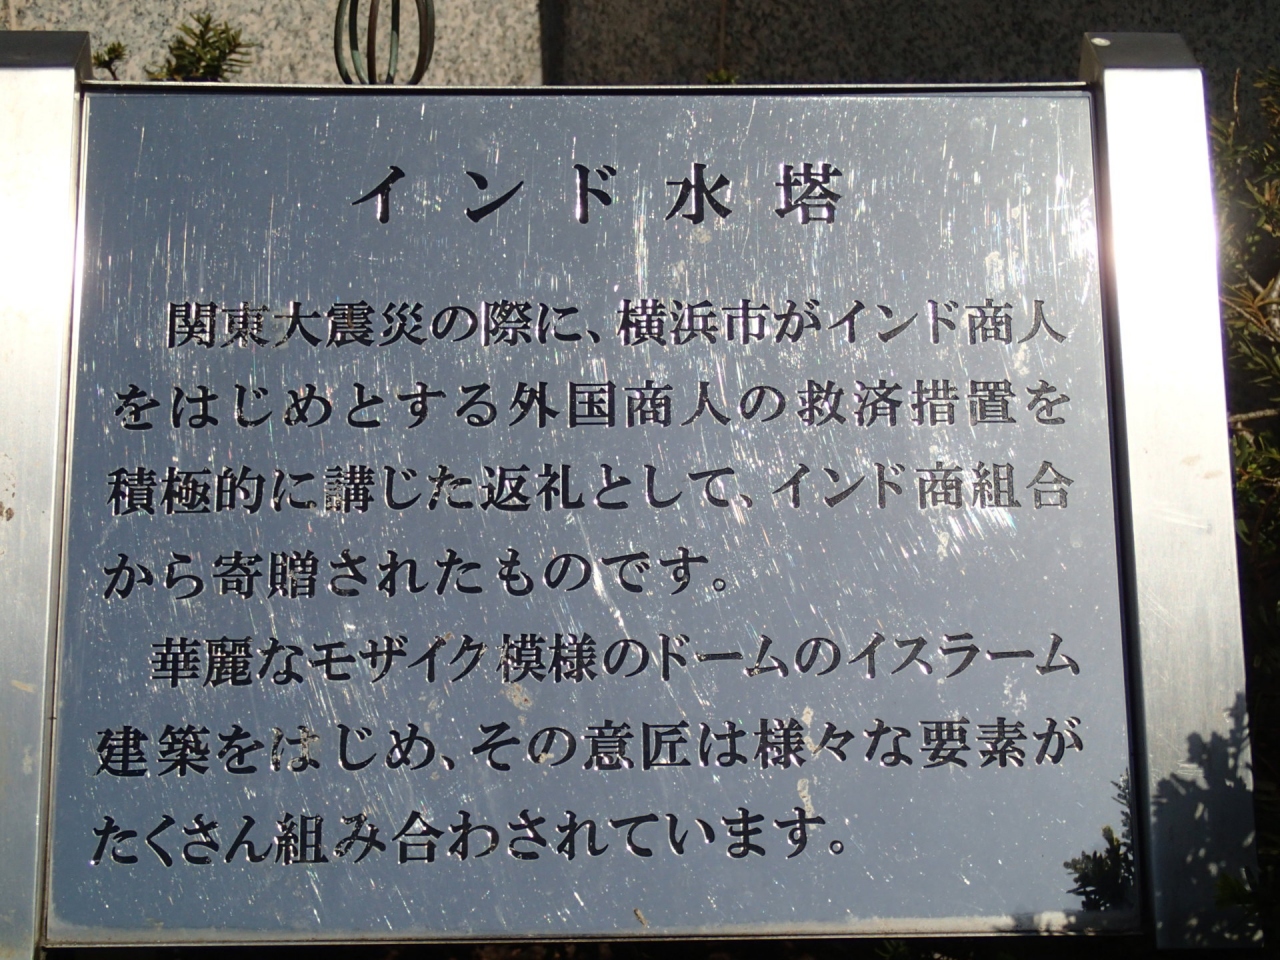 インド水塔
関東大震災の際に、横浜市がインド商人
をはじめとする外国商人の救済措置を
積極的に講じた返礼として、インド商組合
から寄贈されたものです。
華麗なモザイク模様のドームのイスラーム
建築をはじめ、その意匠は様々な要素が
たくさん組み合わされています。